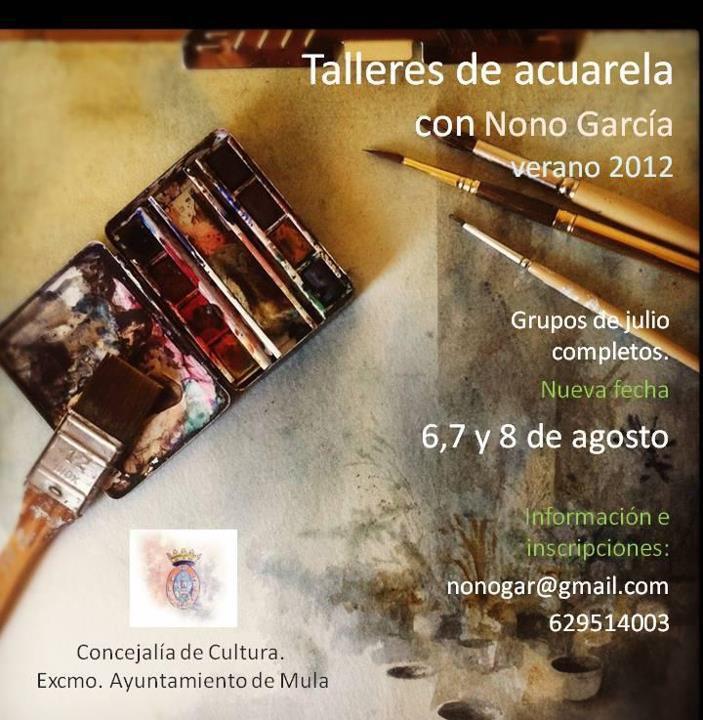 Talleres de acuarela
con Nono García
verano 2012
Grupos de julio
completos.
Nueva fecha
6,7 y 8 de agosto
Información e
inscripciones:
nonogar@gmail.com
629514003
Concejalía de Cultura.
Excmo. Ayuntamiento de Mula